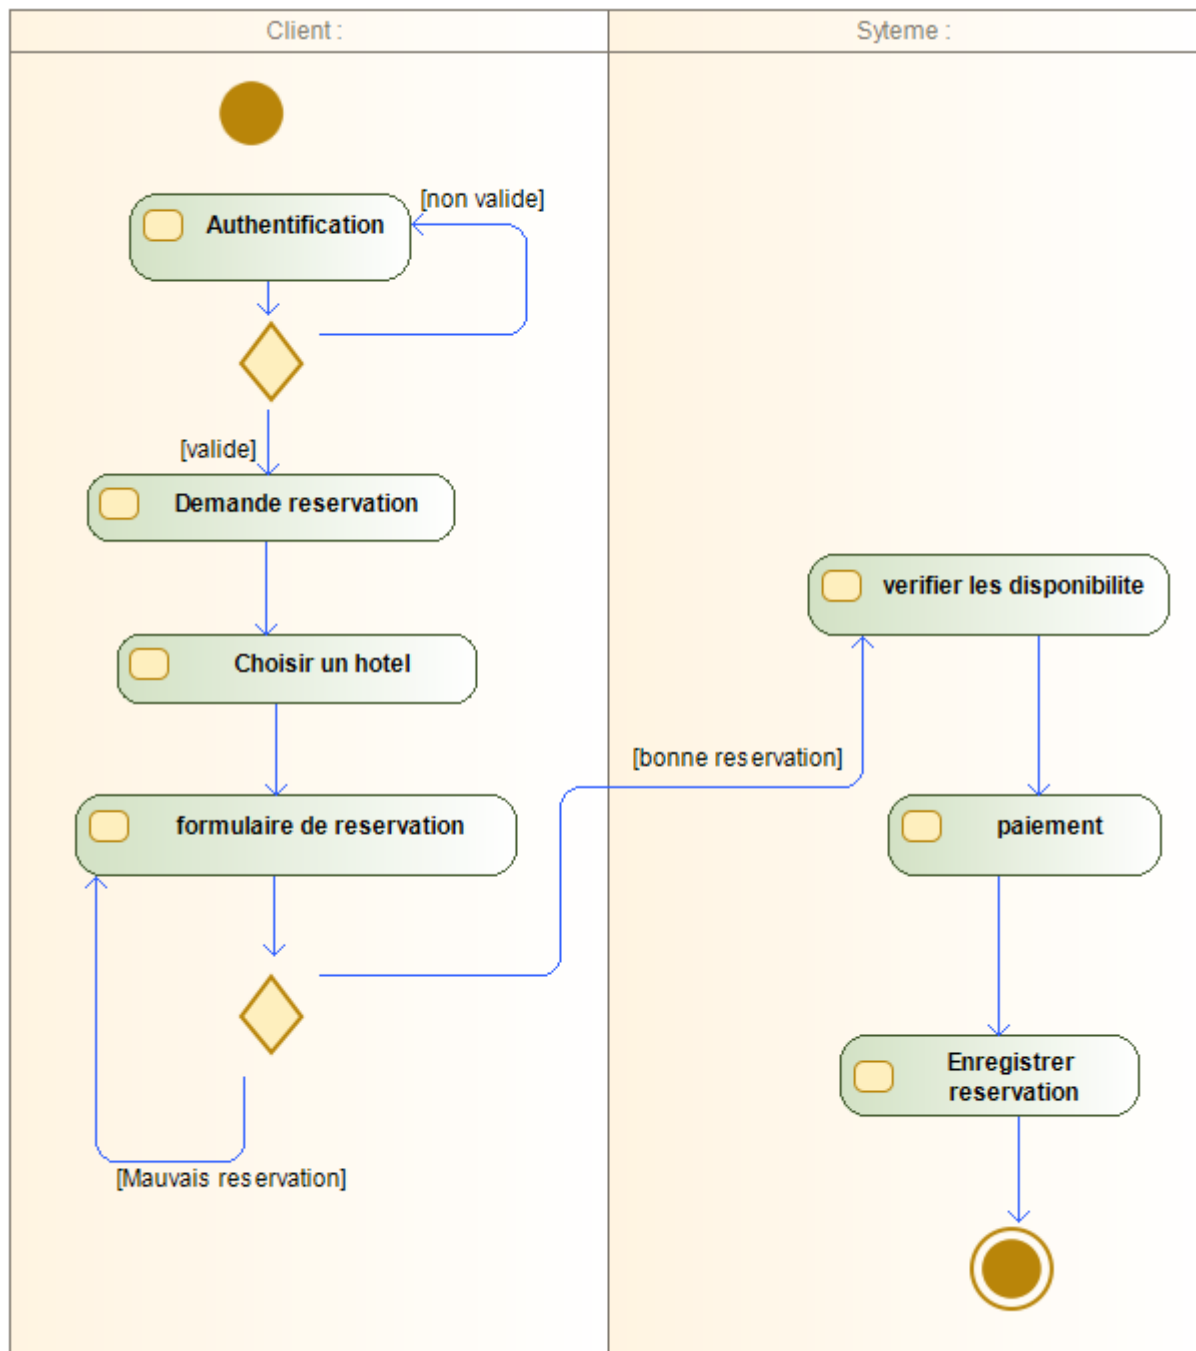 Client :
Syteme :
[non valide]
Authentification
[valide]
Demande reservation
verifier les disponibilite
Choisir un hotel
[bonne reservation]
formulaire de reservation
paiement
Enregistrer
reservation
[Mauvais reservation]